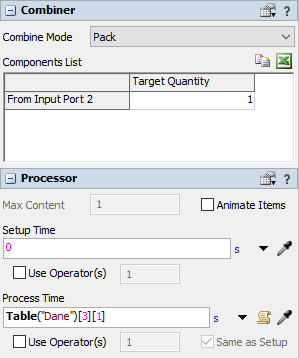 Combiner
Combine Mode Pack
Components List
Target Quantity
From Input Port 2 1
Processor
Max Content 1 Animate Items
Setup Time
0 s
Use Operator(s) 1
Process Time
Table("Dane")[3][1] s
Use Operator(s) 1 Same as Setup